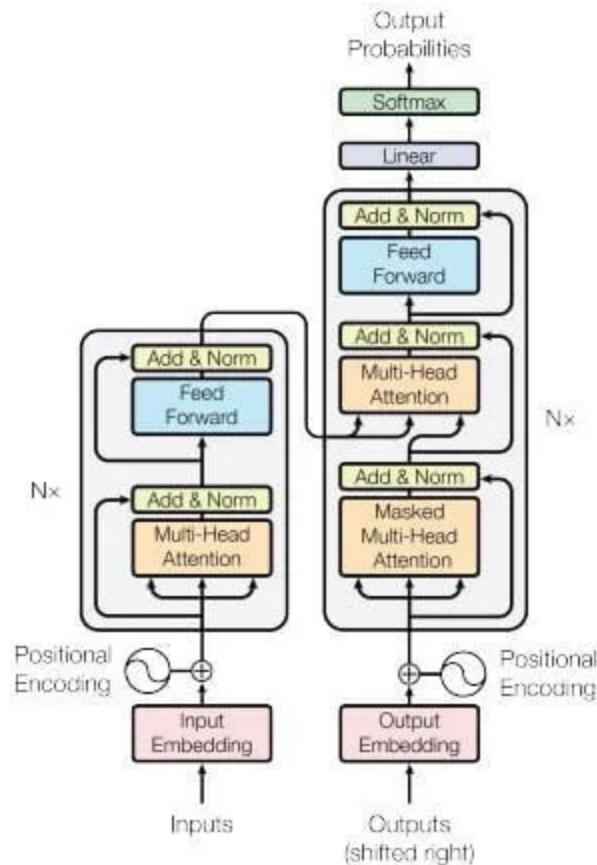 Output
Probabilities
Softmax
Linear
Add & Norm
Feed
Forward
Add & Norm
Multi-Head
Attention
Add & Norm
Masked
Multi-Head
Attention
Nx
Add & Norm
Feed
Forward
Add & Norm
Multi-Head
Attention
Nx
Positional
Encoding
Positional
Encoding
Input
Embedding
Output
Embedding
Inputs
Outputs
(shifted right)